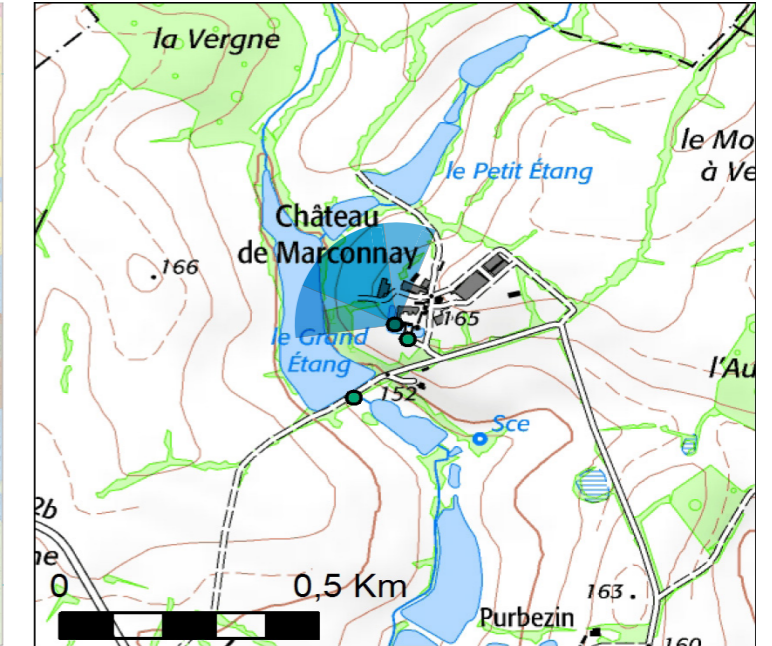 la Vergne
le Petit Étang
le Mo
à Ve
Château
de Marconnay
166
165
le Grand
Étang
l'Au
152
Sce
2b
ne
0 0,5 Km
163
Purbezin
160